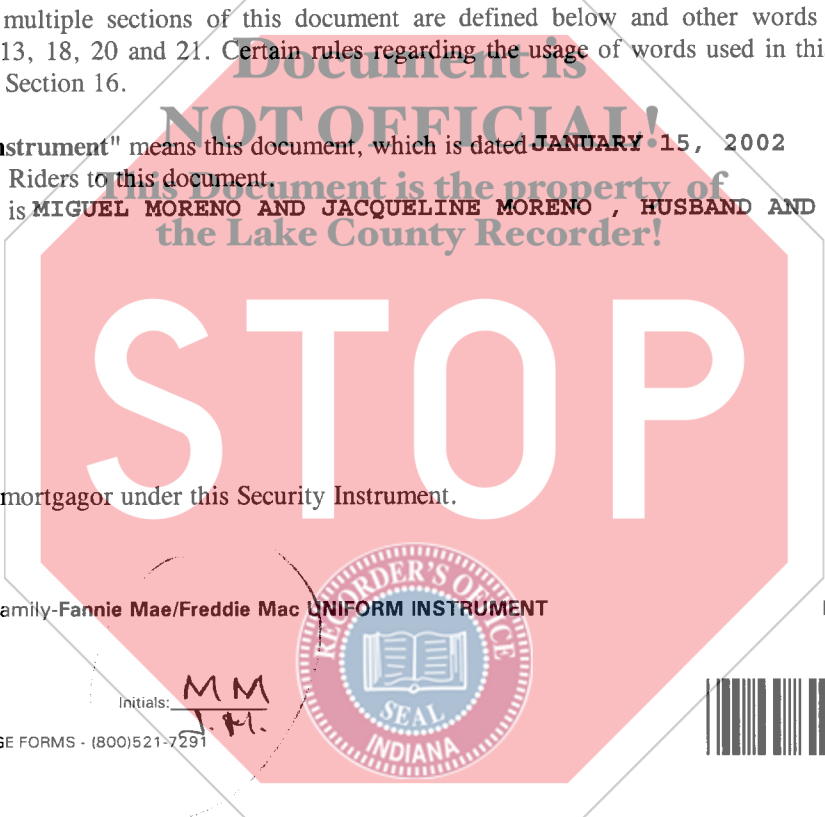 multiple sections of this document are defined below and other words
13, 18, 20 and 21. Certain rules regarding the usage of words used in thi
Section 16.
Document is
NOT OFFICIAL!
nstrument" means this document, which is dated JANUARY 15, 2002
Riders to this document.
This Document is the property of
is MIGUEL MORENO AND JACQUELINE MORENO , HUSBAND AND
the Lake County Recorder!
STOP
mortgagor under this Security Instrument.
RECORDER'S OFFICE
amily-Fannie Mae/Freddie Mac UNIFORM INSTRUMENT
Initials: MM
J.M.
SEAL
GE FORMS - (800)521-7291
INDIANA